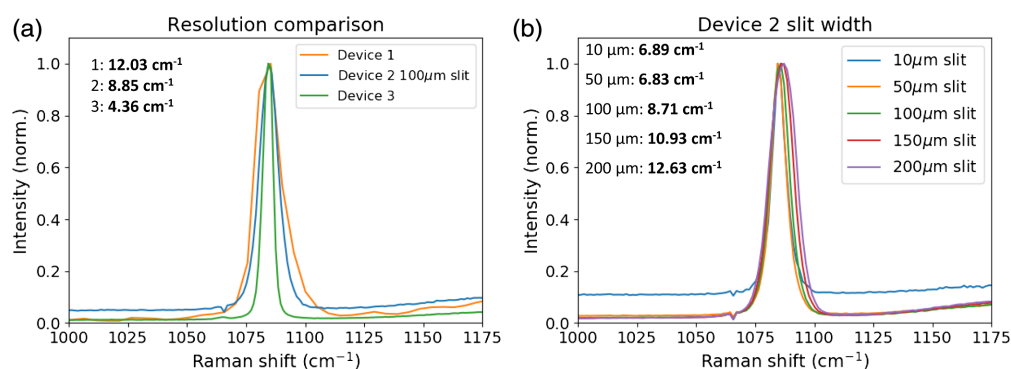 (a)
Resolution comparison
1: 12.03 cm⁻¹
2: 8.85 cm⁻¹
3: 4.36 cm⁻¹
Device 1
Device 2 100μm slit
Device 3
Intensity (norm.)
1.0
0.8
0.6
0.4
0.2
0.0
1000 1025 1050 1075 1100 1125 1150 1175
Raman shift (cm⁻¹)
(b)
Device 2 slit width
10 μm: 6.89 cm⁻¹
50 μm: 6.83 cm⁻¹
100 μm: 8.71 cm⁻¹
150 μm: 10.93 cm⁻¹
200 μm: 12.63 cm⁻¹
10μm slit
50μm slit
100μm slit
150μm slit
200μm slit
Intensity (norm.)
1.0
0.8
0.6
0.4
0.2
0.0
1000 1025 1050 1075 1100 1125 1150 1175
Raman shift (cm⁻¹)